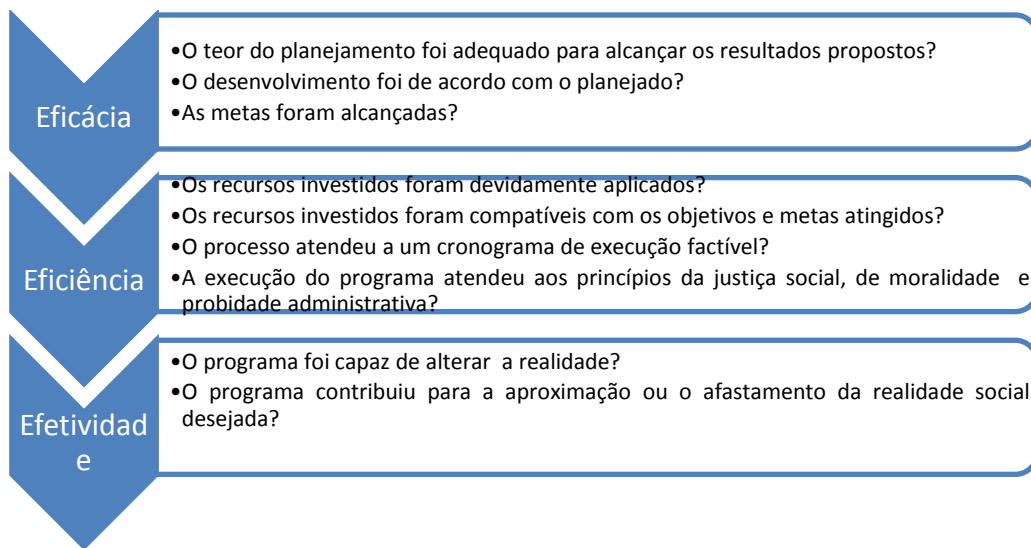 Eficácia
•O teor do planejamento foi adequado para alcançar os resultados propostos?
•O desenvolvimento foi de acordo com o planejado?
•As metas foram alcançadas?
Eficiência
•Os recursos investidos foram devidamente aplicados?
•Os recursos investidos foram compatíveis com os objetivos e metas atingidos?
•O processo atendeu a um cronograma de execução factível?
•A execução do programa atendeu aos princípios da justiça social, de moralidade e
probidade administrativa?
Efetividad
e
•O programa foi capaz de alterar a realidade?
•O programa contribuiu para a aproximação ou o afastamento da realidade social
desejada?